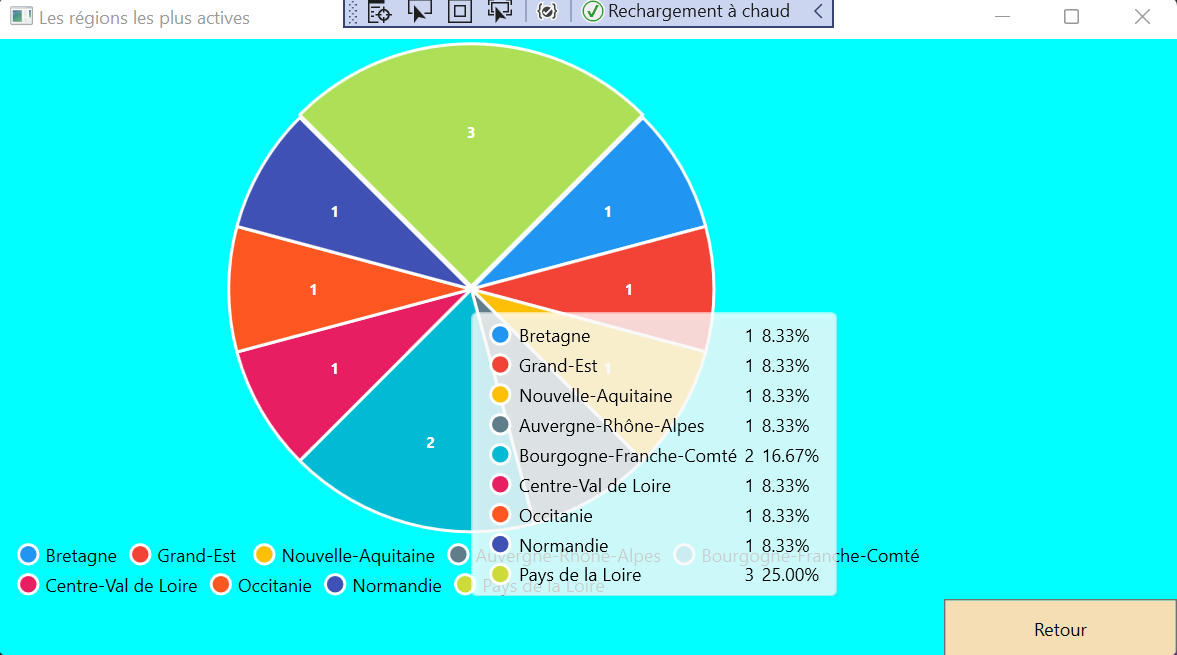 Les régions les plus actives
Rechargement à chaud
3
1
1
1
1
1
1
2
Bretagne 1 8.33%
Grand-Est 1 8.33%
Nouvelle-Aquitaine 1 8.33%
Auvergne-Rhône-Alpes 1 8.33%
Bourgogne-Franche-Comté 2 16.67%
Centre-Val de Loire 1 8.33%
Occitanie 1 8.33%
Normandie 1 8.33%
Pays de la Loire 3 25.00%
Bretagne Grand-Est Nouvelle-Aquitaine Auvergne-Rhône-Alpes Bourgogne-Franche-Comté
Centre-Val de Loire Occitanie Normandie Pays de la Loire
Retour